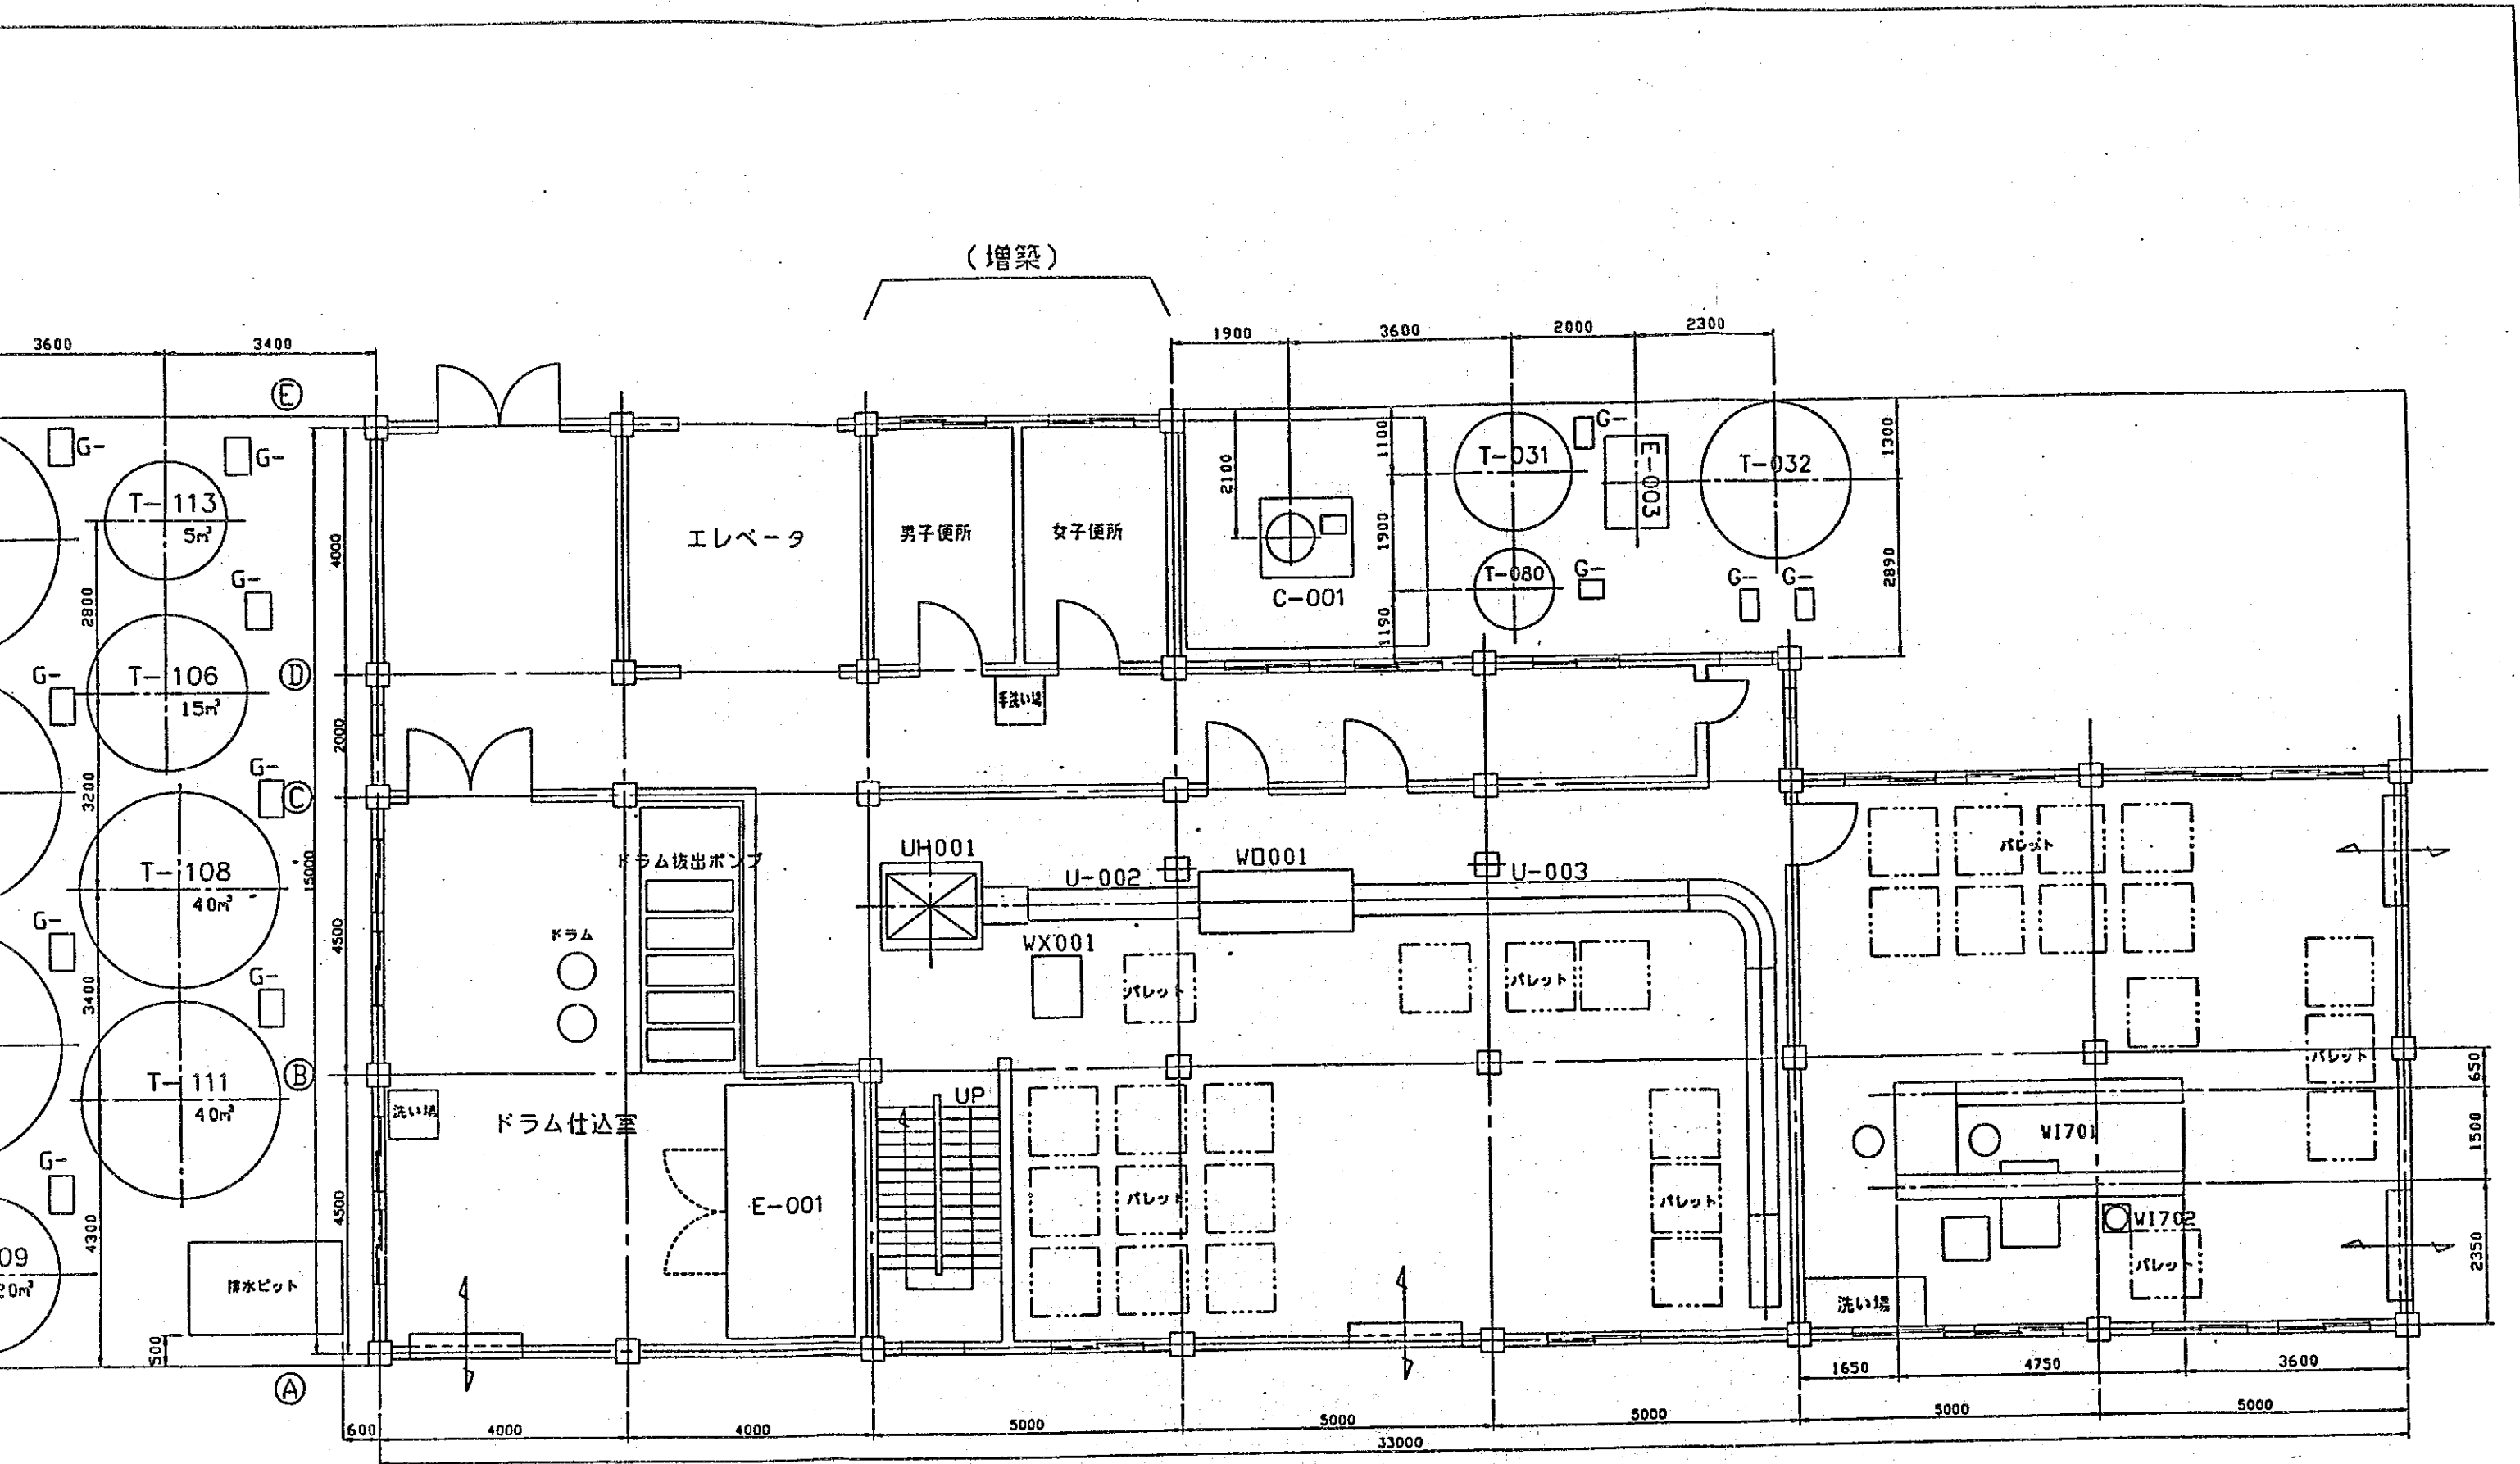 (増築)
1900
3600
2000
2300
3600
3400
E
G-
G-
T-113
5m³
エレベータ
男子便所
女子便所
2100
1100
1900
1190
C-001
T-031
G-
E-003
T-032
T-080
G-
G-
G-
1300
2890
2800
4000
G-
G-
T-106
15m³
D
手洗い場
2000
G-
C
3200
T-108
40m³
15000
4500
ドラム抜出ポンプ
ドラム
UH001
U-002
WO001
U-003
WX001
パレット
パレット
パレット
パレット
G-
G-
3400
B
T-111
40m³
洗い場
ドラム仕込室
UP
E-001
パレット
パレット
WI701
WI702
パレット
650
1500
2350
G-
4500
4300
09
排水ピット
500
洗い場
A
1650
4750
3600
600
4000
4000
5000
5000
5000
5000
5000
33000